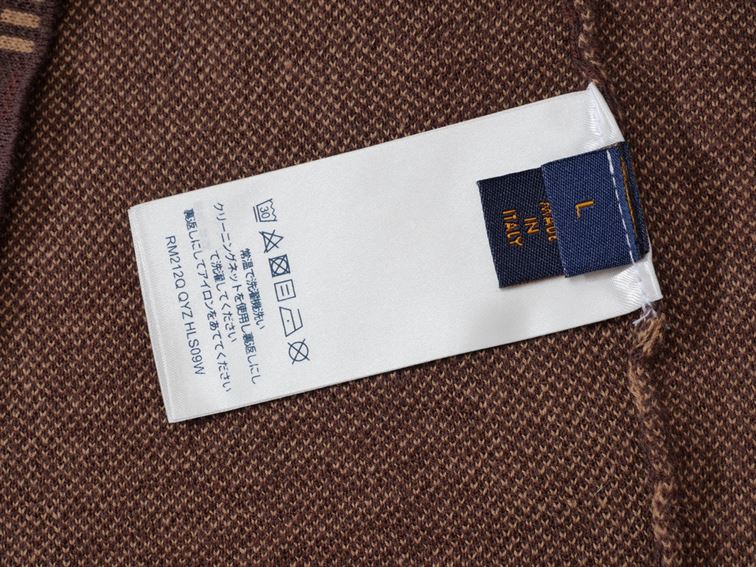 L
MADE
IN
ITALY
30
常温で洗濯機洗い
クリーニングネットを使用し裏返しにし
て洗濯してください
裏返しにしてアイロンをあててください
RM212Q QYZ HLS09W